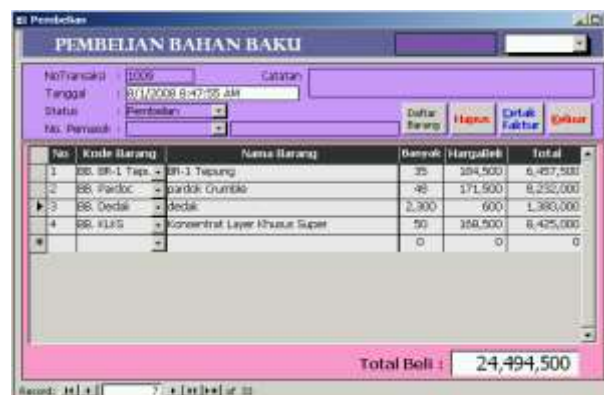 Pembelian
PEMBELIAN BAHAN BAKU
NoTransaksi : 1009 Catatan
Tanggal : 8/1/2008 8:47:55 AM
Status : Pembelian
No. Pemasok :
Daftar Barang Hapus Cetak Faktur Keluar
No Kode Barang Nama Barang Banyak HargaBeli Total
1 BB. BR-1 BR-1 Tepung 35 184,500 6,457,500
2 BB. Pardoc pardok Crumble 48 171,500 8,232,000
3 BB. Dedak dedak 2,300 600 1,380,000
4 BB. KLKS Konsentrat Layer Khusus Super 50 168,500 8,425,000
0 0 0
Total Beli : 24,494,500
Record: 7 of